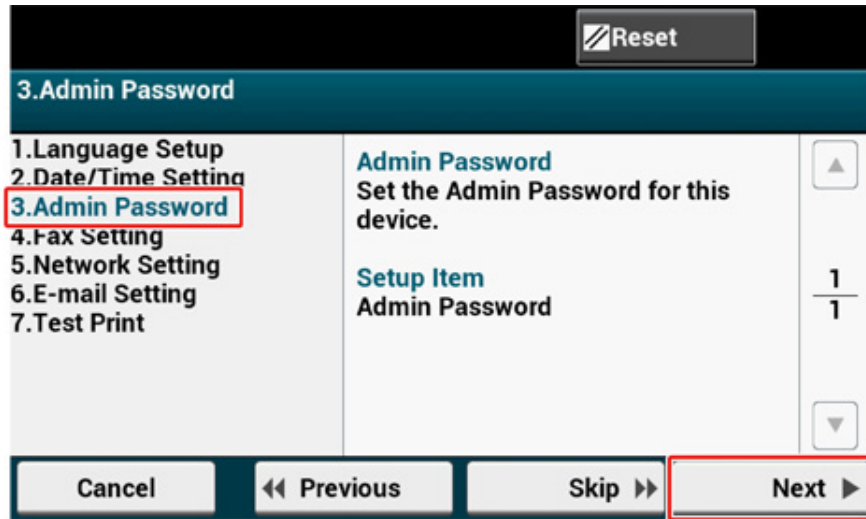 Reset
3.Admin Password
1.Language Setup
2.Date/Time Setting
3.Admin Password
4.Fax Setting
5.Network Setting
6.E-mail Setting
7.Test Print
Admin Password
Set the Admin Password for this
device.
Setup Item
Admin Password
1
1
Cancel
Previous
Skip
Next